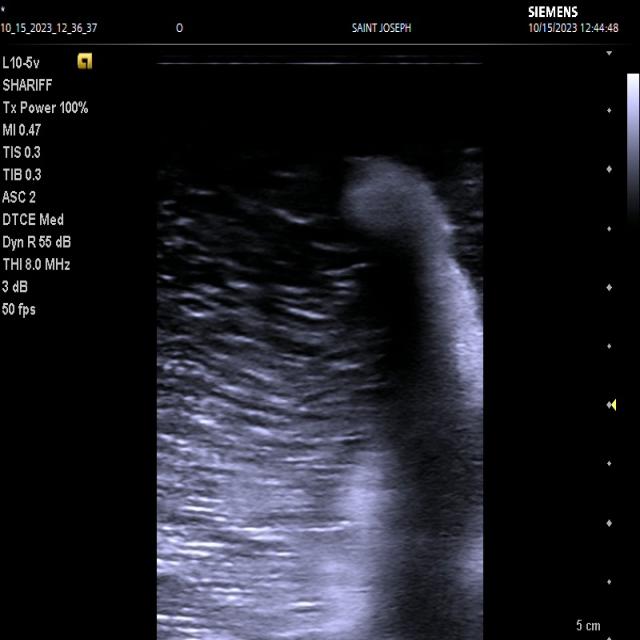 *
SIEMENS
10_15_2023_12_36_37 O SAINT JOSEPH 10/15/2023 12:44:48
L10-5v
SHARIFF
Tx Power 100%
MI 0.47
TIS 0.3
TIB 0.3
ASC 2
DTCE Med
Dyn R 55 dB
THI 8.0 MHz
3 dB
50 fps
5 cm